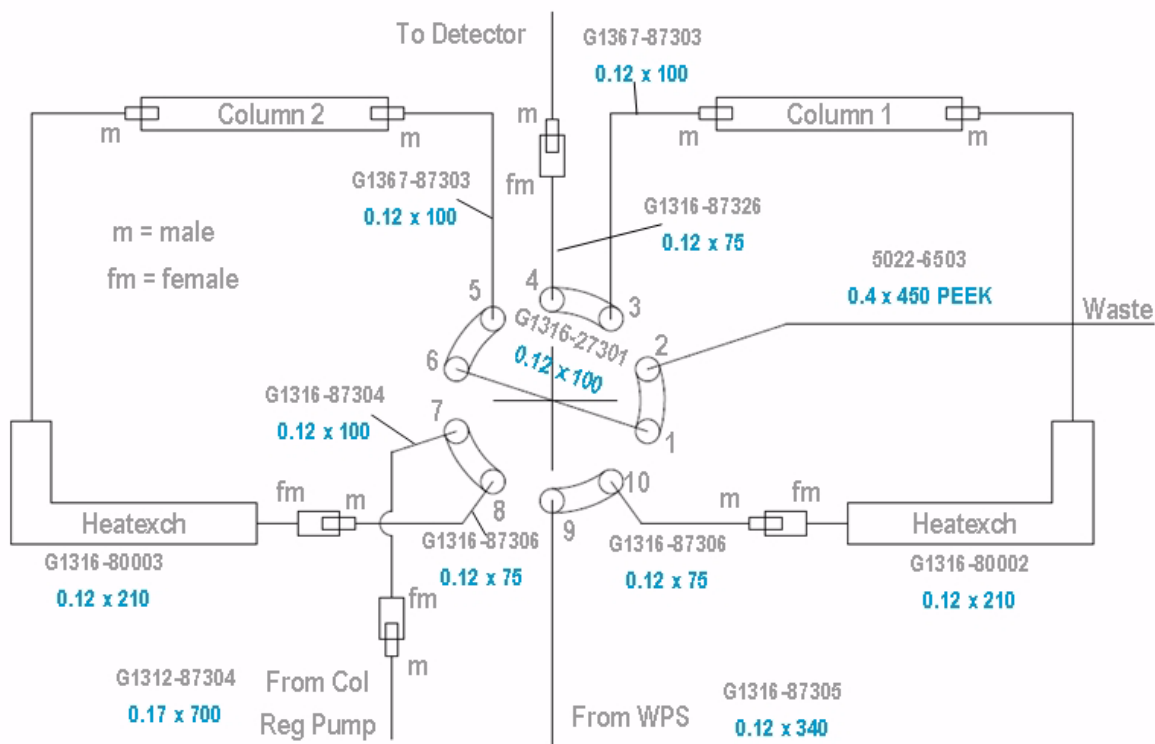 To Detector
G1367-87303
0.12 x 100
Column 2
Column 1
m
m
m
m
m
fm
G1367-87303
0.12 x 100
G1316-87326
0.12 x 75
m = male
fm = female
5022-6503
0.4 x 450 PEEK
Waste
5
4
3
G1316-27301
0.12 x 100
6
2
G1316-87304
0.12 x 100
7
1
8
9
10
fm
m
m
fm
Heatexch
Heatexch
G1316-80003
0.12 x 210
G1316-87306
0.12 x 75
G1316-87306
0.12 x 75
G1316-80002
0.12 x 210
fm
m
G1312-87304
0.17 x 700
From Col
Reg Pump
From WPS
G1316-87305
0.12 x 340